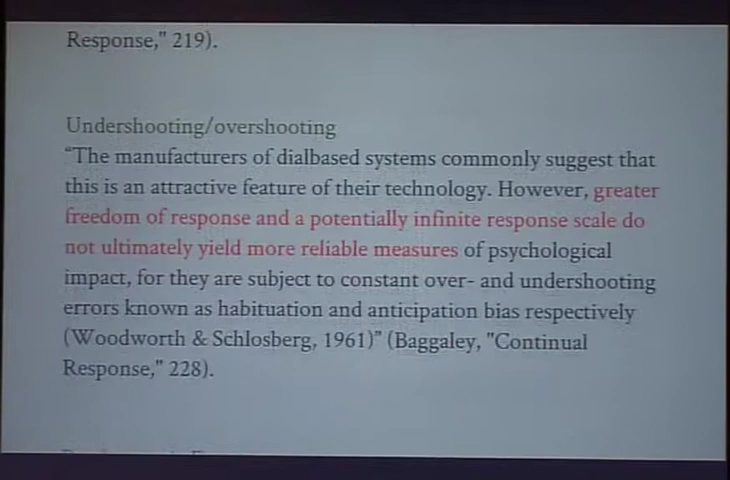 Response," 219).
Undershooting/overshooting
"The manufacturers of dialbased systems commonly suggest that
this is an attractive feature of their technology. However, greater
freedom of response and a potentially infinite response scale do
not ultimately yield more reliable measures of psychological
impact, for they are subject to constant over- and undershooting
errors known as habituation and anticipation bias respectively
(Woodworth & Schlosberg, 1961)" (Baggaley, "Continual
Response," 228).